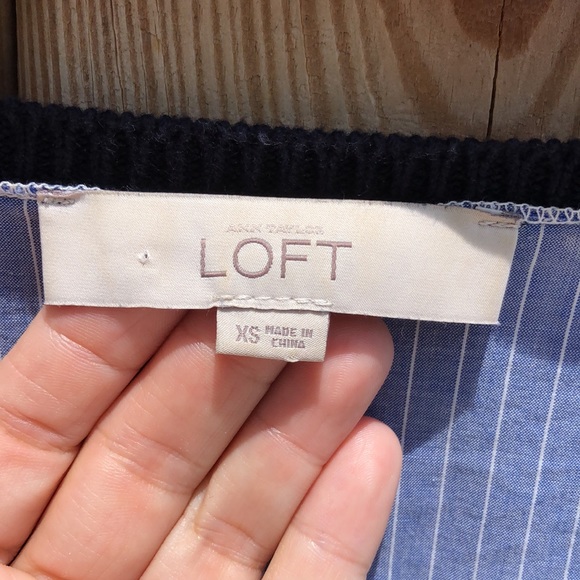 ANN TAYLOR
LOFT
XS MADE IN
CHINA